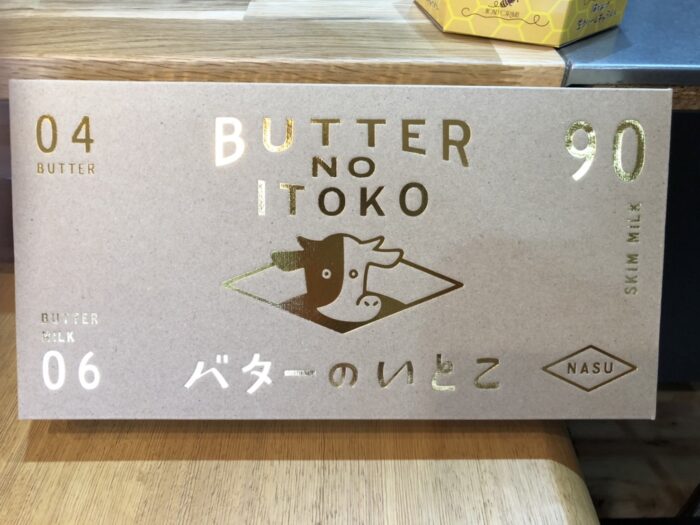 04
BUTTER
BUTTER
NO
ITOKO
90
SKIM MILK
BUTTER
MILK
06
バターのいとこ
NASU